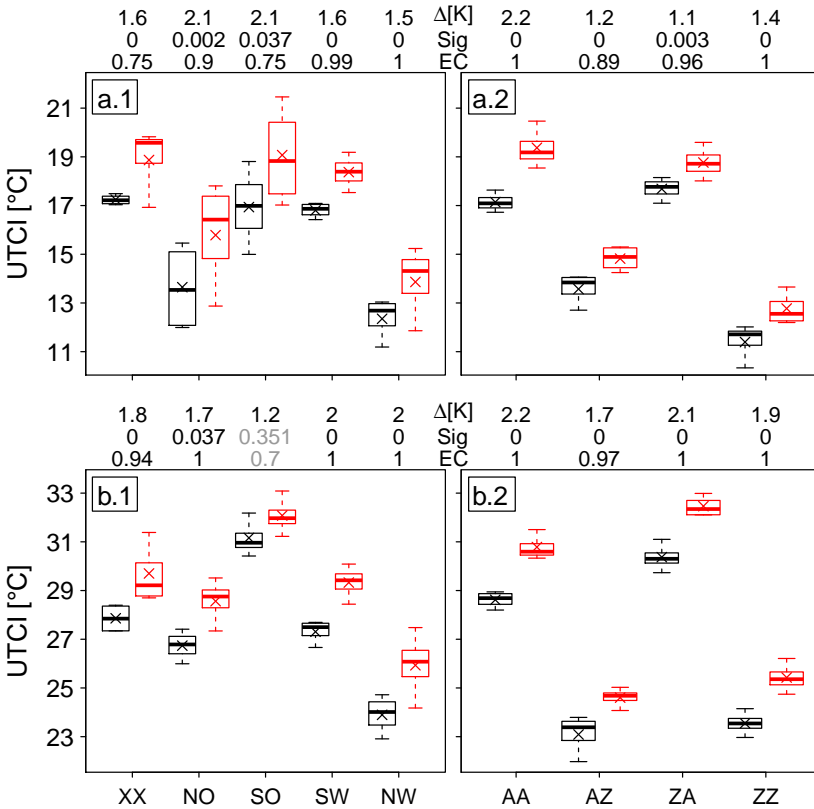 1.6 2.1 2.1 1.6 1.5 Δ[K] 2.2 1.2 1.1 1.4
0 0.002 0.037 0 0 Sig 0 0 0.003 0
0.75 0.9 0.75 0.99 1 EC 1 0.89 0.96 1
a.1 a.2
21
19
17
15
13
11
UTCI [°C]
1.8 1.7 1.2 2 2 Δ[K] 2.2 1.7 2.1 1.9
0 0.037 0.351 0 0 Sig 0 0 0 0
0.94 1 0.7 1 1 EC 1 0.97 1 1
b.1 b.2
33
31
29
27
25
23
UTCI [°C]
XX NO SO SW NW AA AZ ZA ZZ